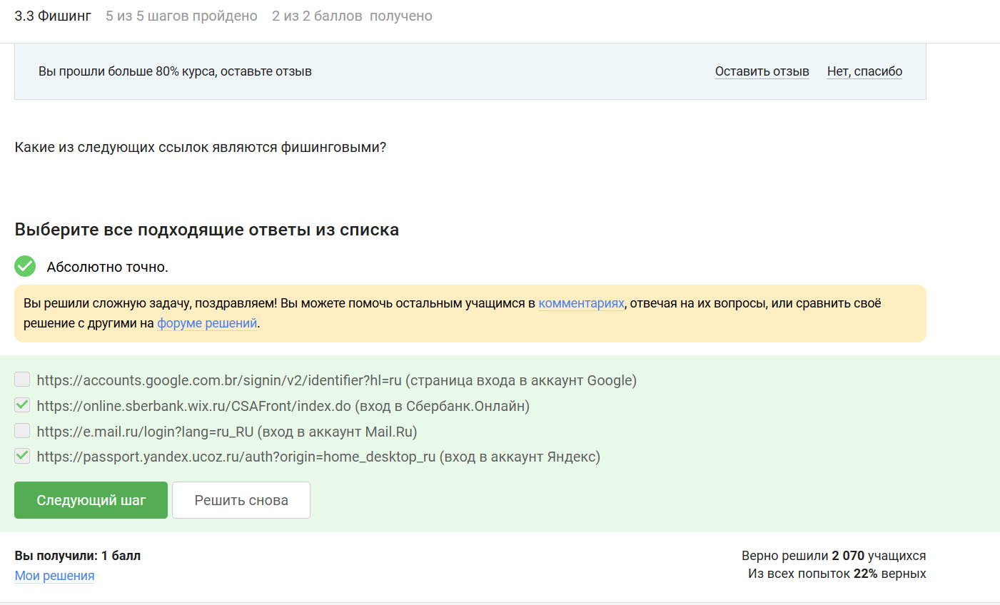 3.3 Фишинг 5 из 5 шагов пройдено 2 из 2 баллов получено
Вы прошли больше 80% курса, оставьте отзыв Оставить отзыв Нет, спасибо
Какие из следующих ссылок являются фишинговыми?
Выберите все подходящие ответы из списка
Абсолютно точно.
Вы решили сложную задачу, поздравляем! Вы можете помочь остальным учащимся в комментариях, отвечая на их вопросы, или сравнить своё
решение с другими на форуме решений.
https://accounts.google.com.br/signin/v2/identifier?hl=ru (страница входа в аккаунт Google)
https://online.sberbank.wix.ru/CSAFront/index.do (вход в Сбербанк.Онлайн)
https://e.mail.ru/login?lang=ru_RU (вход в аккаунт Mail.Ru)
https://passport.yandex.ucoz.ru/auth?origin=home_desktop_ru (вход в аккаунт Яндекс)
Следующий шаг Решить снова
Вы получили: 1 балл Верно решили 2 070 учащихся
Мои решения Из всех попыток 22% верных